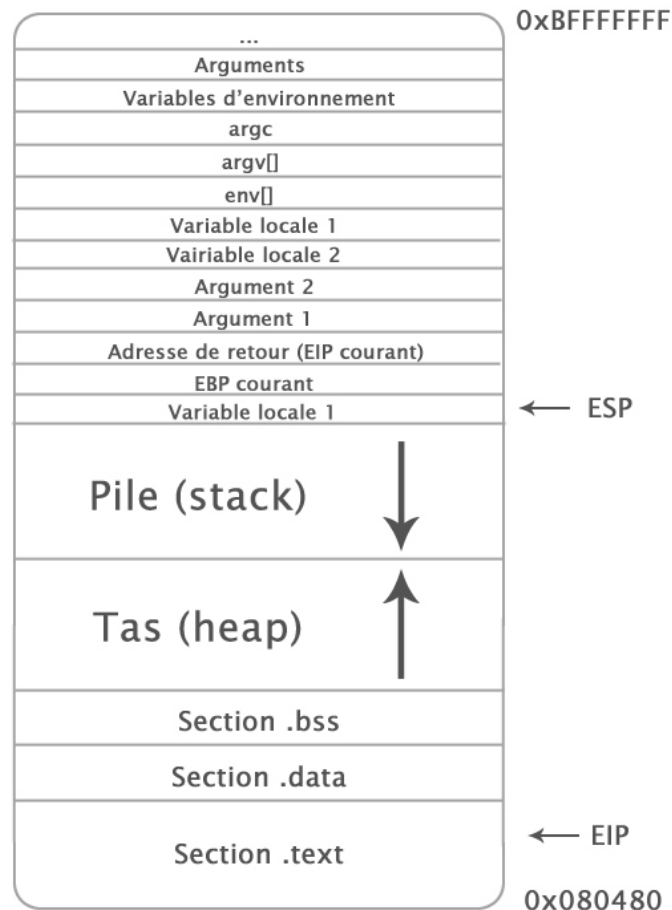 0xBFFFFFFF
...
Arguments
Variables d'environnement
argc
argv[]
env[]
Variable locale 1
Vairiable locale 2
Argument 2
Argument 1
Adresse de retour (EIP courant)
EBP courant
Variable locale 1
ESP
Pile (stack)
Tas (heap)
Section .bss
Section .data
EIP
Section .text
0x080480